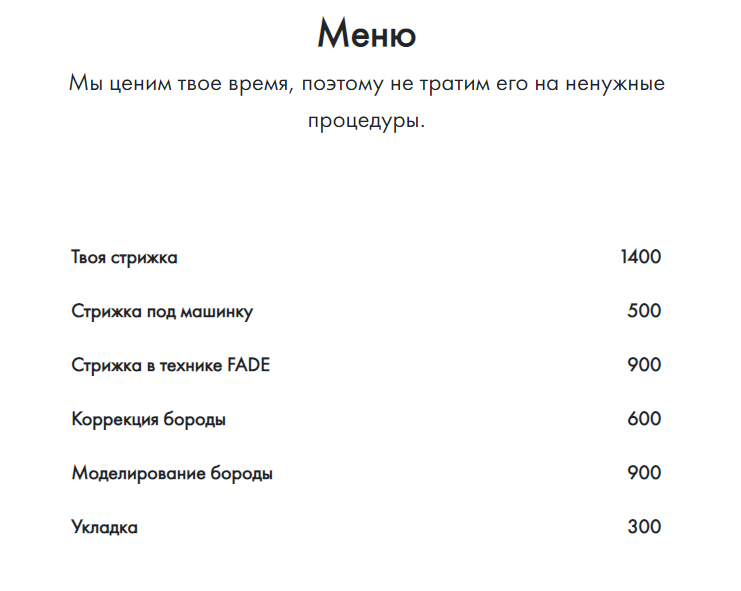 Меню
Мы ценим твое время, поэтому не тратим его на ненужные
процедуры.
Твоя стрижка 1400
Стрижка под машинку 500
Стрижка в технике FADE 900
Коррекция бороды 600
Моделирование бороды 900
Укладка 300